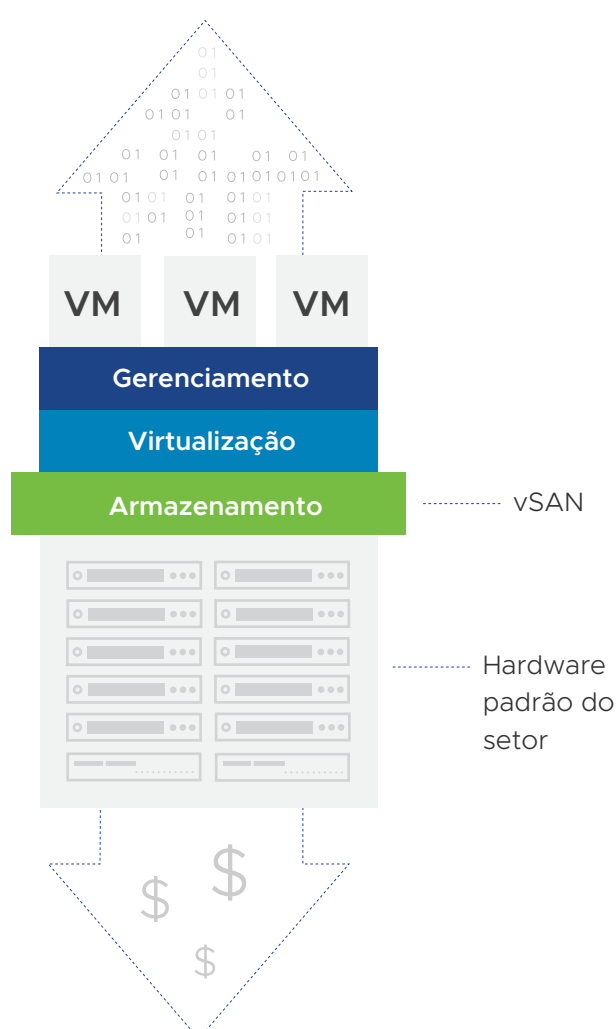 01
01
01 01 01
01 01 01
01 01
01 01 01 01 01
01 01 01 01 01 01 01 01
01 01 01 01 01
01 01 01 01 01
01 01 01 01
VM VM VM
Gerenciamento
Virtualização
Armazenamento
vSAN
Hardware
padrão do
setor
$
$
$